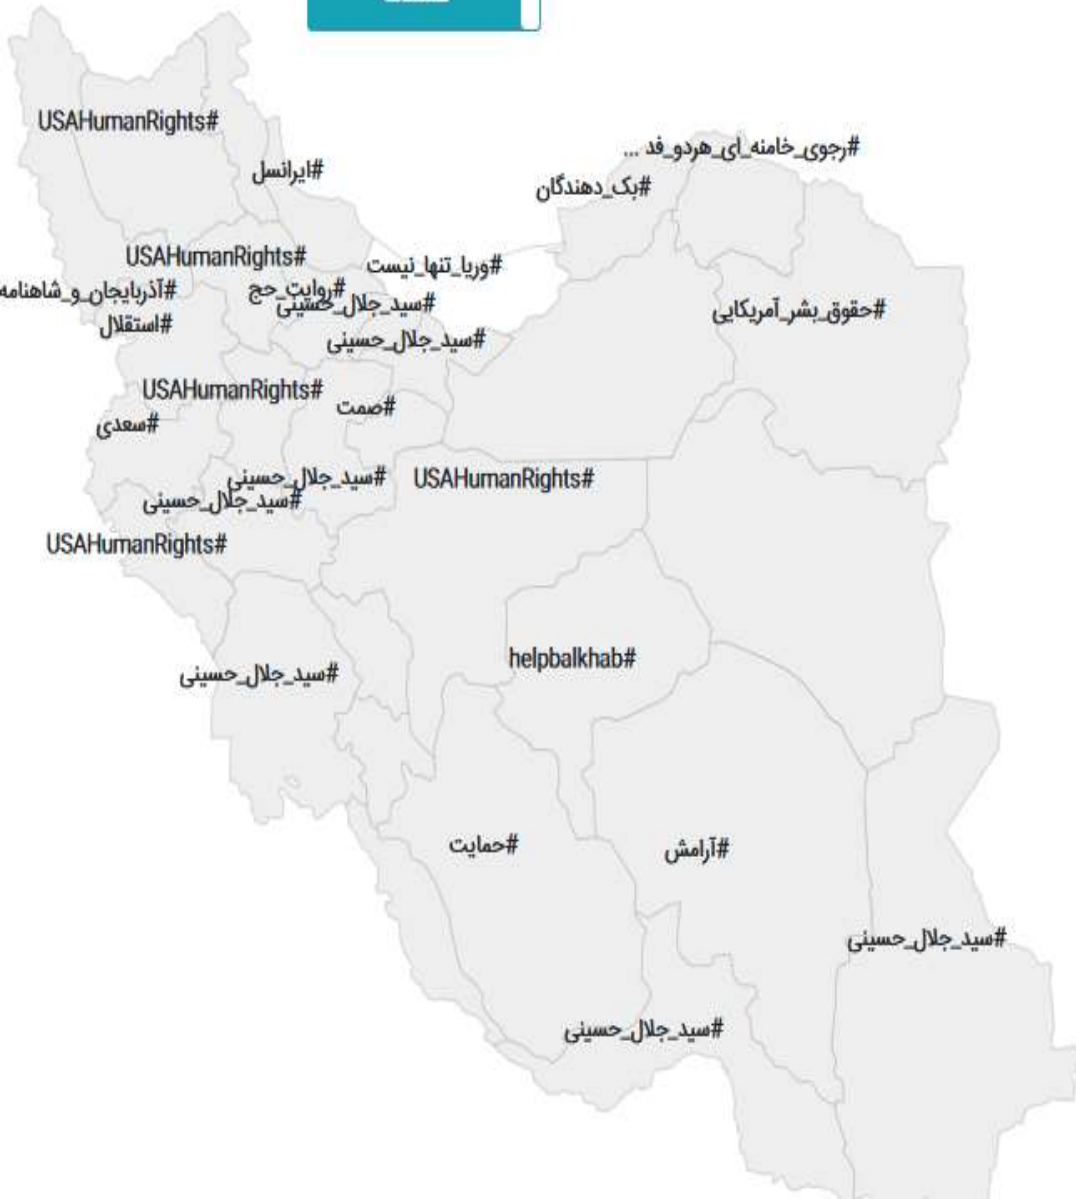 USAHumanRights#
#ایرانسل
#رجوی_خامنه_ای_هردو_فد ...
#بک_دهندگان
USAHumanRights#
#وریا_تنها_نیست
#آذربایجان_و_شاهنامه
#روایت_حج
#سید_جلال_حسینی
#حقوق_بشر_آمریکایی
#استقلال
#سید_جلال_حسینی
USAHumanRights#
#صمت
#سعدی
#سید_جلال_حسینی
USAHumanRights#
#سید_جلال_حسینی
USAHumanRights#
helpbalkhab#
#سید_جلال_حسینی
#حمایت
#آرامش
#سید_جلال_حسینی
#سید_جلال_حسینی